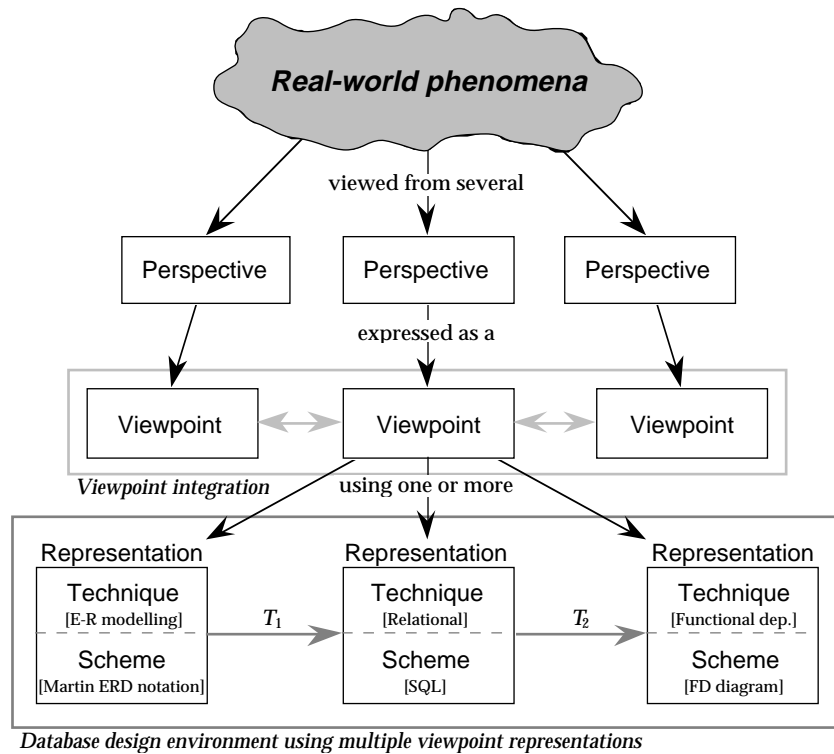 Real-world phenomena
viewed from several
Perspective
Perspective
Perspective
expressed as a
Viewpoint
Viewpoint
Viewpoint
Viewpoint integration
using one or more
Representation
Representation
Representation
Technique
[E-R modelling]
Scheme
[Martin ERD notation]
T1
Technique
[Relational]
Scheme
[SQL]
T2
Technique
[Functional dep.]
Scheme
[FD diagram]
Database design environment using multiple viewpoint representations